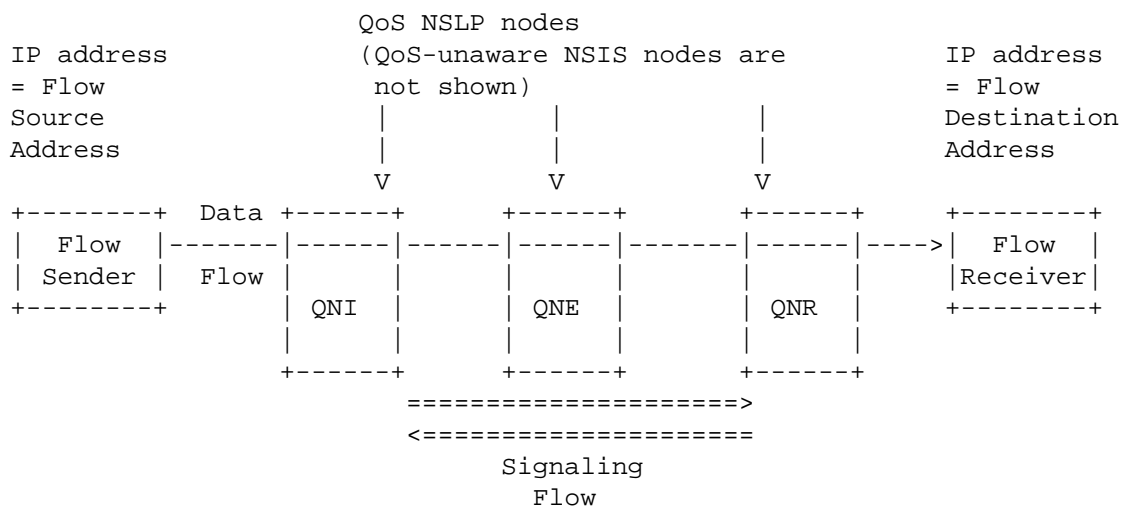 QoS NSLP nodes
IP address (QoS-unaware NSIS nodes are IP address
= Flow not shown) = Flow
Source | | | Destination
Address | | | Address
V V V
+--------+ Data +------+ +------+ +------+ +--------+
| Flow |-------|------|------|------|-------|------|---->| Flow |
| Sender | Flow | | | | | | |Receiver|
+--------+ | QNI | | QNE | | QNR | +--------+
| | | | | |
+------+ +------+ +------+
=====================>
<=====================
Signaling
Flow